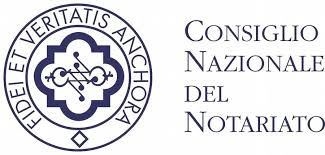 FIDEI ET VERITATIS ANCHORA
CONSIGLIO
NAZIONALE
DEL
NOTARIATO